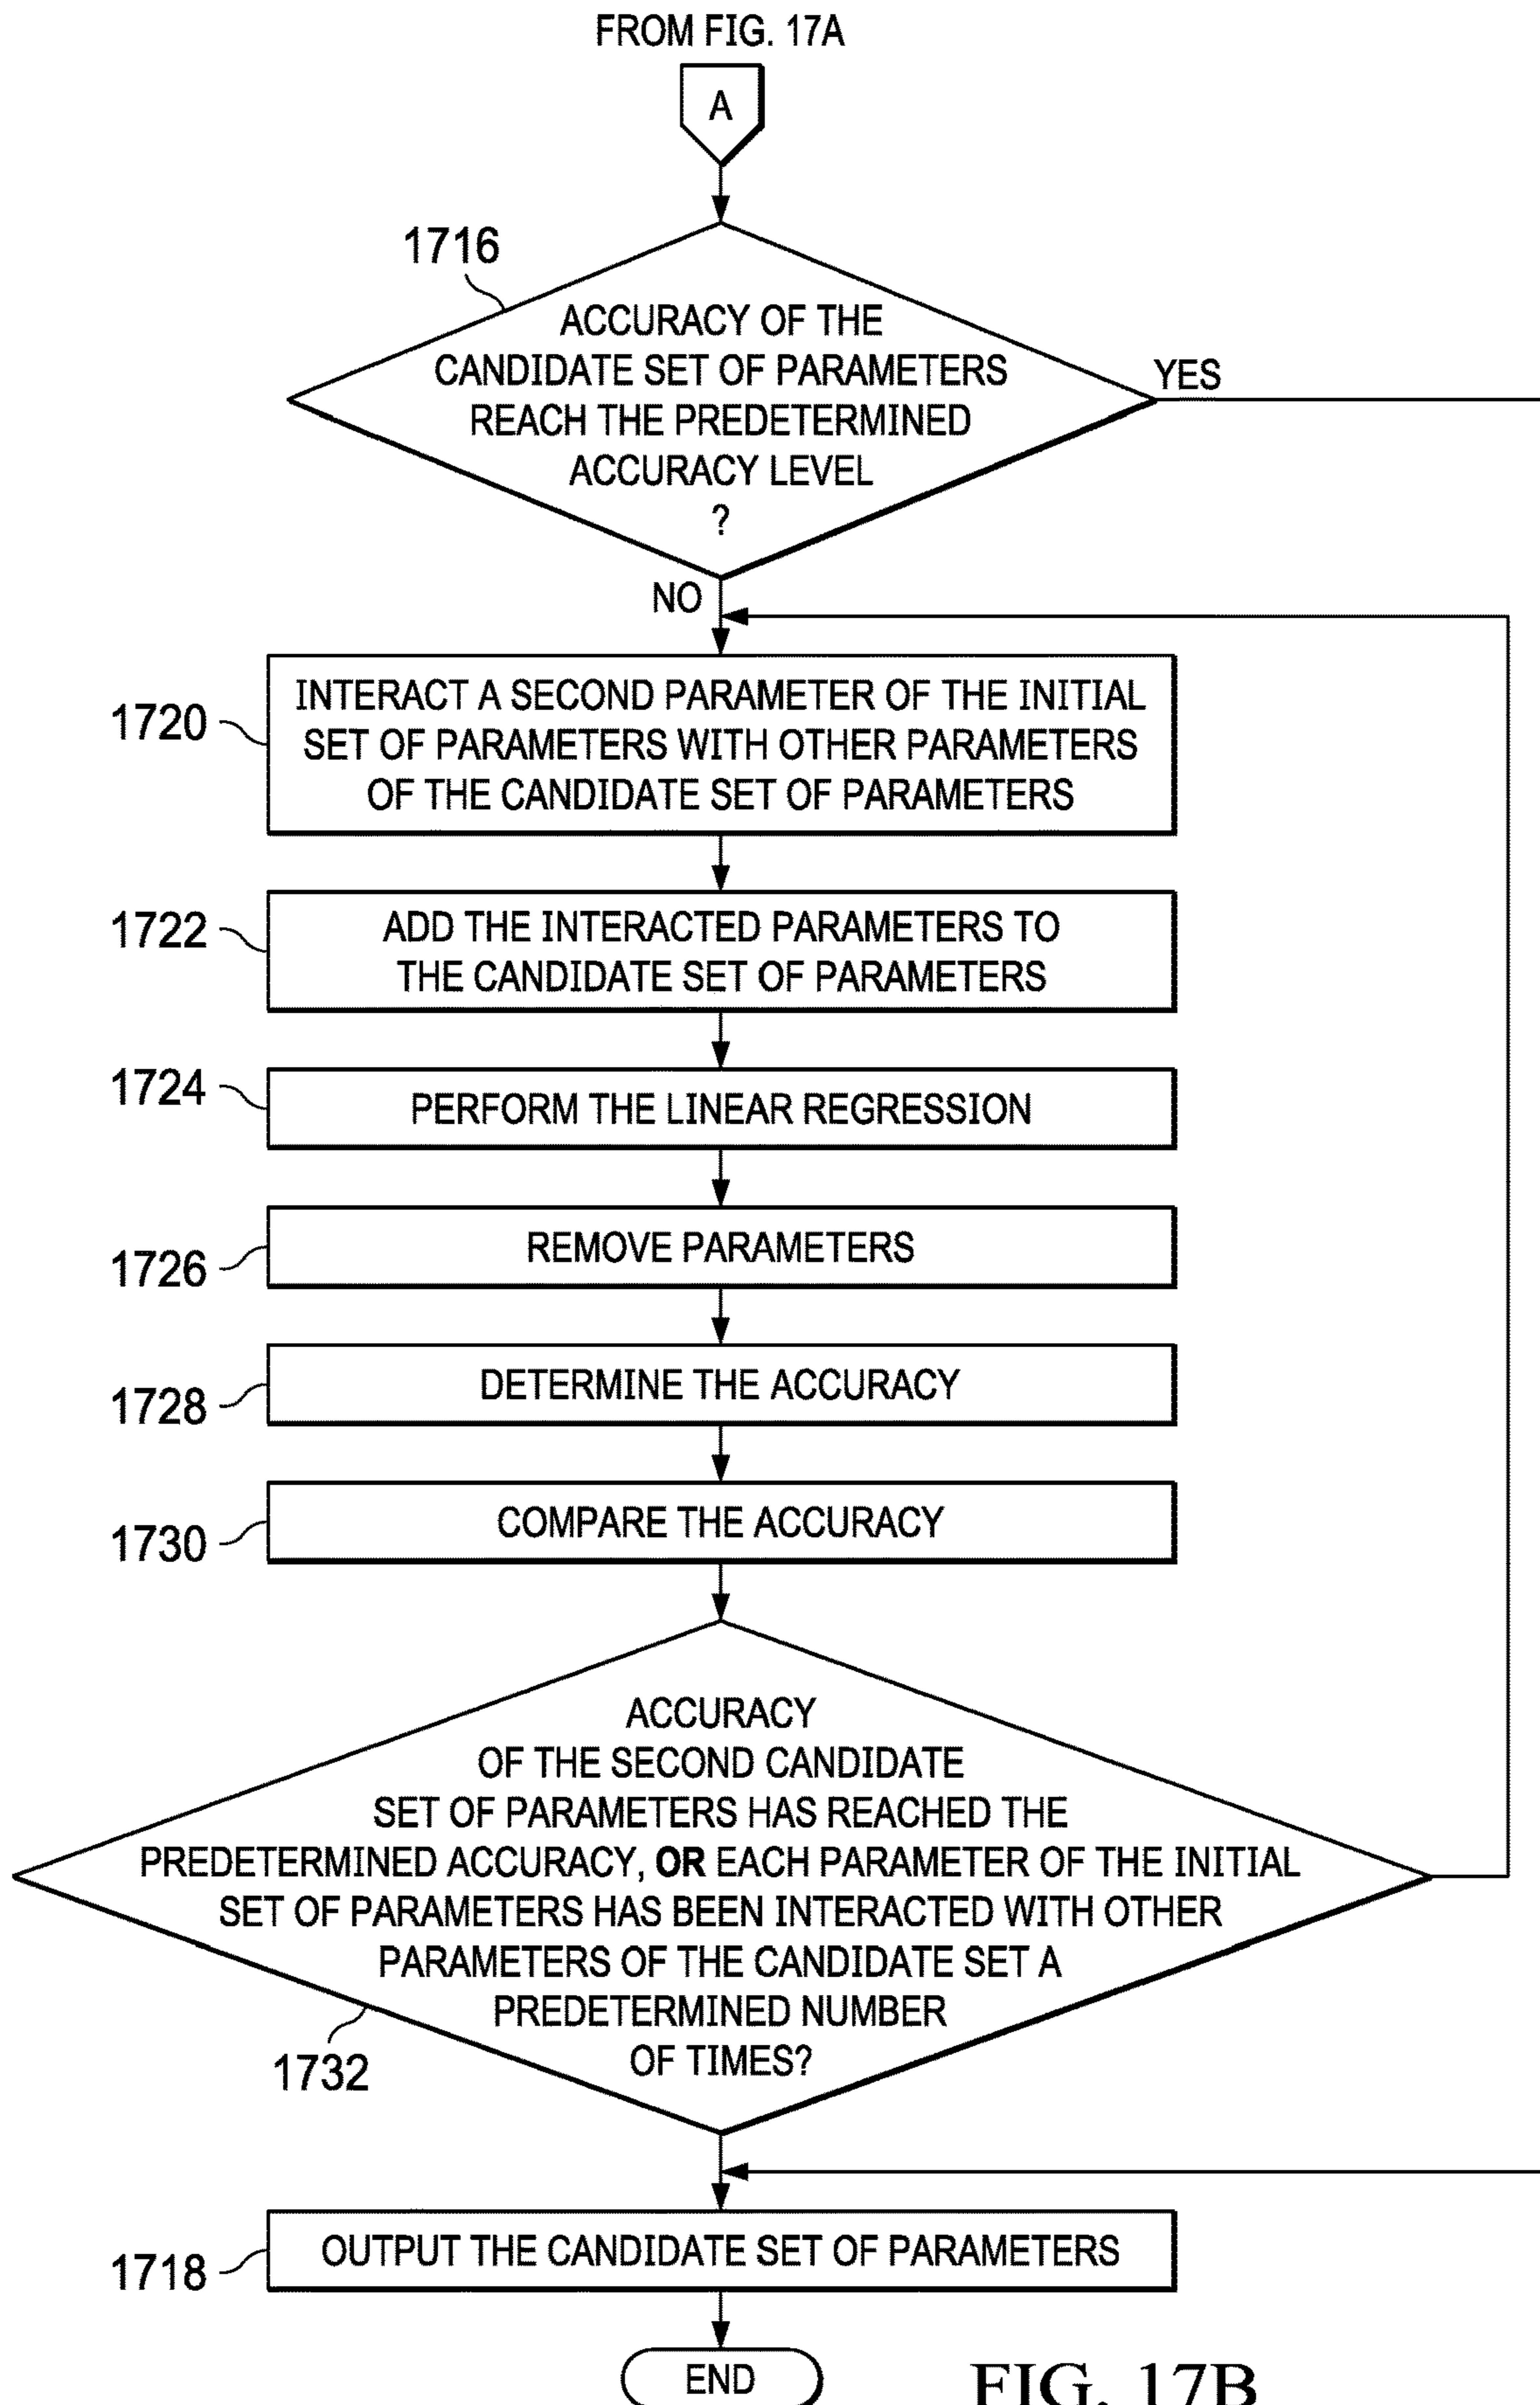 FROM FIG. 17A
A
1716
ACCURACY OF THE
CANDIDATE SET OF PARAMETERS
REACH THE PREDETERMINED
ACCURACY LEVEL
?
YES
NO
1720
INTERACT A SECOND PARAMETER OF THE INITIAL
SET OF PARAMETERS WITH OTHER PARAMETERS
OF THE CANDIDATE SET OF PARAMETERS
1722
ADD THE INTERACTED PARAMETERS TO
THE CANDIDATE SET OF PARAMETERS
1724
PERFORM THE LINEAR REGRESSION
1726
REMOVE PARAMETERS
1728
DETERMINE THE ACCURACY
1730
COMPARE THE ACCURACY
ACCURACY
OF THE SECOND CANDIDATE
SET OF PARAMETERS HAS REACHED THE
PREDETERMINED ACCURACY, OR EACH PARAMETER OF THE INITIAL
SET OF PARAMETERS HAS BEEN INTERACTED WITH OTHER
PARAMETERS OF THE CANDIDATE SET A
PREDETERMINED NUMBER
OF TIMES?
1732
1718
OUTPUT THE CANDIDATE SET OF PARAMETERS
END
FIG. 17B